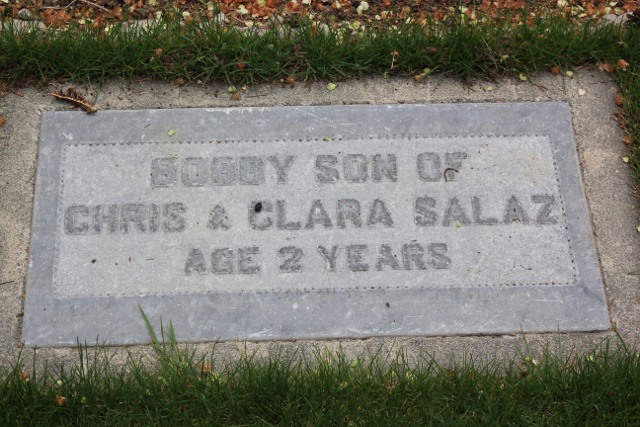 BOBBY SON OF
CHRIS & CLARA SALAZ
AGE 2 YEARS